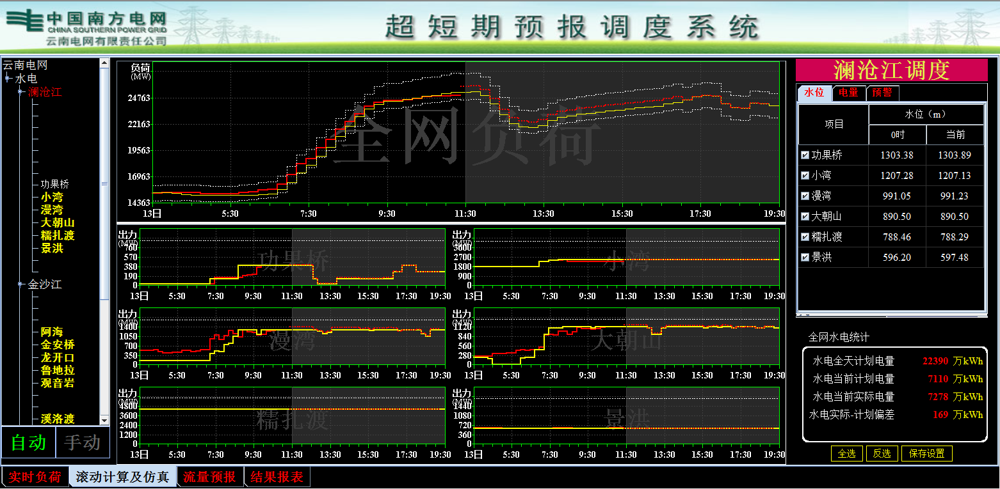 中国南方电网
CHINA SOUTHERN POWER GRID
云南电网有限责任公司
超短期预报调度系统
云南电网
水电
澜沧江
功果桥
小湾
漫湾
大朝山
糯扎渡
景洪
金沙江
阿海
金安桥
龙开口
鲁地拉
观音岩
溪洛渡
自动 手动
负荷
(MW)
全网负荷
24763
22163
19563
16963
14363
13日 5:30 7:30 9:30 11:30 13:30 15:30 17:30 19:30
出力
(MW)
功果桥
760
570
380
190
0
13日 5:30 7:30 9:30 11:30 13:30 15:30 17:30 19:30
出力
(MW)
小湾
3600
2700
1800
900
0
13日 5:30 7:30 9:30 11:30 13:30 15:30 17:30 19:30
出力
(MW)
漫湾
1400
1050
700
350
0
13日 5:30 7:30 9:30 11:30 13:30 15:30 17:30 19:30
出力
(MW)
大朝山
1120
840
560
280
0
13日 5:30 7:30 9:30 11:30 13:30 15:30 17:30 19:30
出力
(MW)
糯扎渡
4800
3600
2400
1200
0
13日 5:30 7:30 9:30 11:30 13:30 15:30 17:30 19:30
出力
(MW)
景洪
1440
1080
720
360
0
13日 5:30 7:30 9:30 11:30 13:30 15:30 17:30 19:30
澜沧江调度
水位 电量 预警
项目 水位（m）
0时 当前
功果桥 1303.38 1303.89
小湾 1207.28 1207.13
漫湾 991.05 991.23
大朝山 890.50 890.50
糯扎渡 788.46 788.29
景洪 596.20 597.48
全网水电统计
水电全天计划电量 22390 万kWh
水电当前计划电量 7110 万kWh
水电当前实际电量 7278 万kWh
水电实际-计划偏差 169 万kWh
全选 反选 保存设置
实时负荷 滚动计算及仿真 流量预报 结果报表